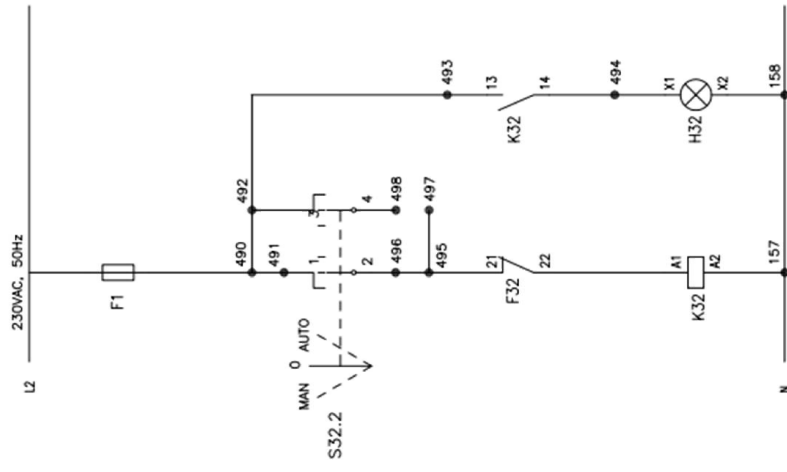 230VAC, 50Hz
L2
F1
490
492
491
493
1
3
13
K32
14
MAN
0
AUTO
S32.2
2
4
496
498
495
497
494
21
F32
22
X1
H32
X2
A1
K32
A2
157
158
N